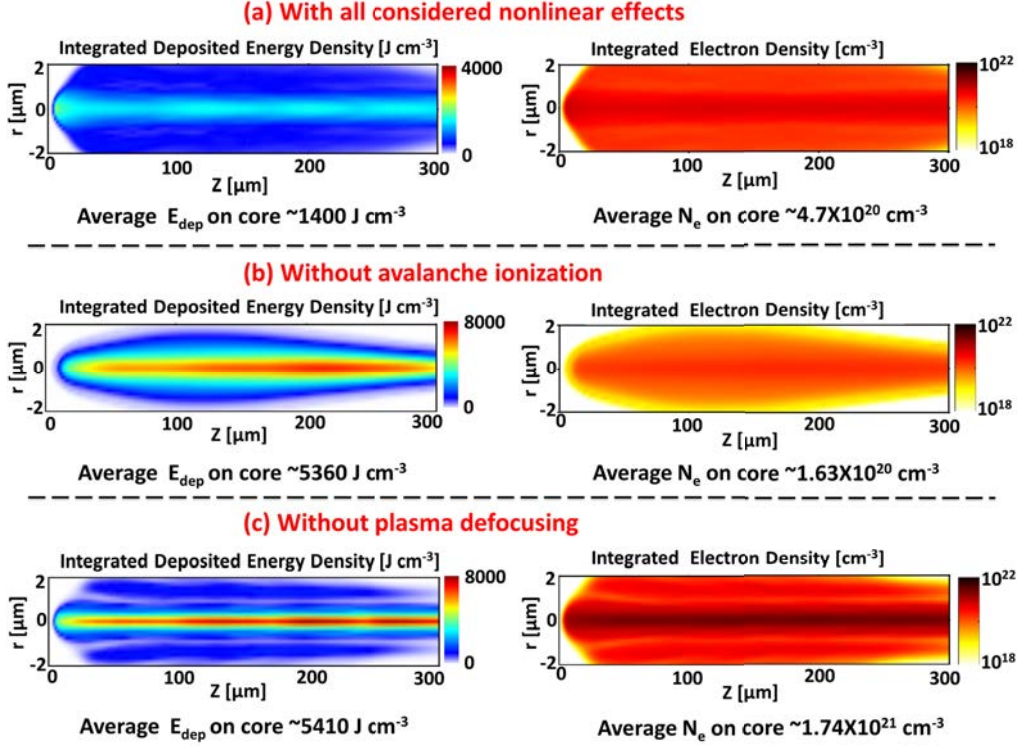 (a) With all considered nonlinear effects
Integrated Deposited Energy Density [J cm⁻³]
Integrated Electron Density [cm⁻³]
r [µm]
2
0
-2
0
100
200
300
Z [µm]
4000
0
r [µm]
2
0
-2
0
100
200
300
Z [µm]
10²²
10¹⁸
Average E_dep on core ~1400 J cm⁻³
Average N_e on core ~4.7X10²⁰ cm⁻³
(b) Without avalanche ionization
Integrated Deposited Energy Density [J cm⁻³]
Integrated Electron Density [cm⁻³]
r [µm]
2
0
-2
0
100
200
300
Z [µm]
8000
0
r [µm]
2
0
-2
0
100
200
300
Z [µm]
10²²
10¹⁸
Average E_dep on core ~5360 J cm⁻³
Average N_e on core ~1.63X10²⁰ cm⁻³
(c) Without plasma defocusing
Integrated Deposited Energy Density [J cm⁻³]
Integrated Electron Density [cm⁻³]
r [µm]
2
0
-2
0
100
200
300
Z [µm]
8000
0
r [µm]
2
0
-2
0
100
200
300
Z [µm]
10²²
10¹⁸
Average E_dep on core ~5410 J cm⁻³
Average N_e on core ~1.74X10²¹ cm⁻³